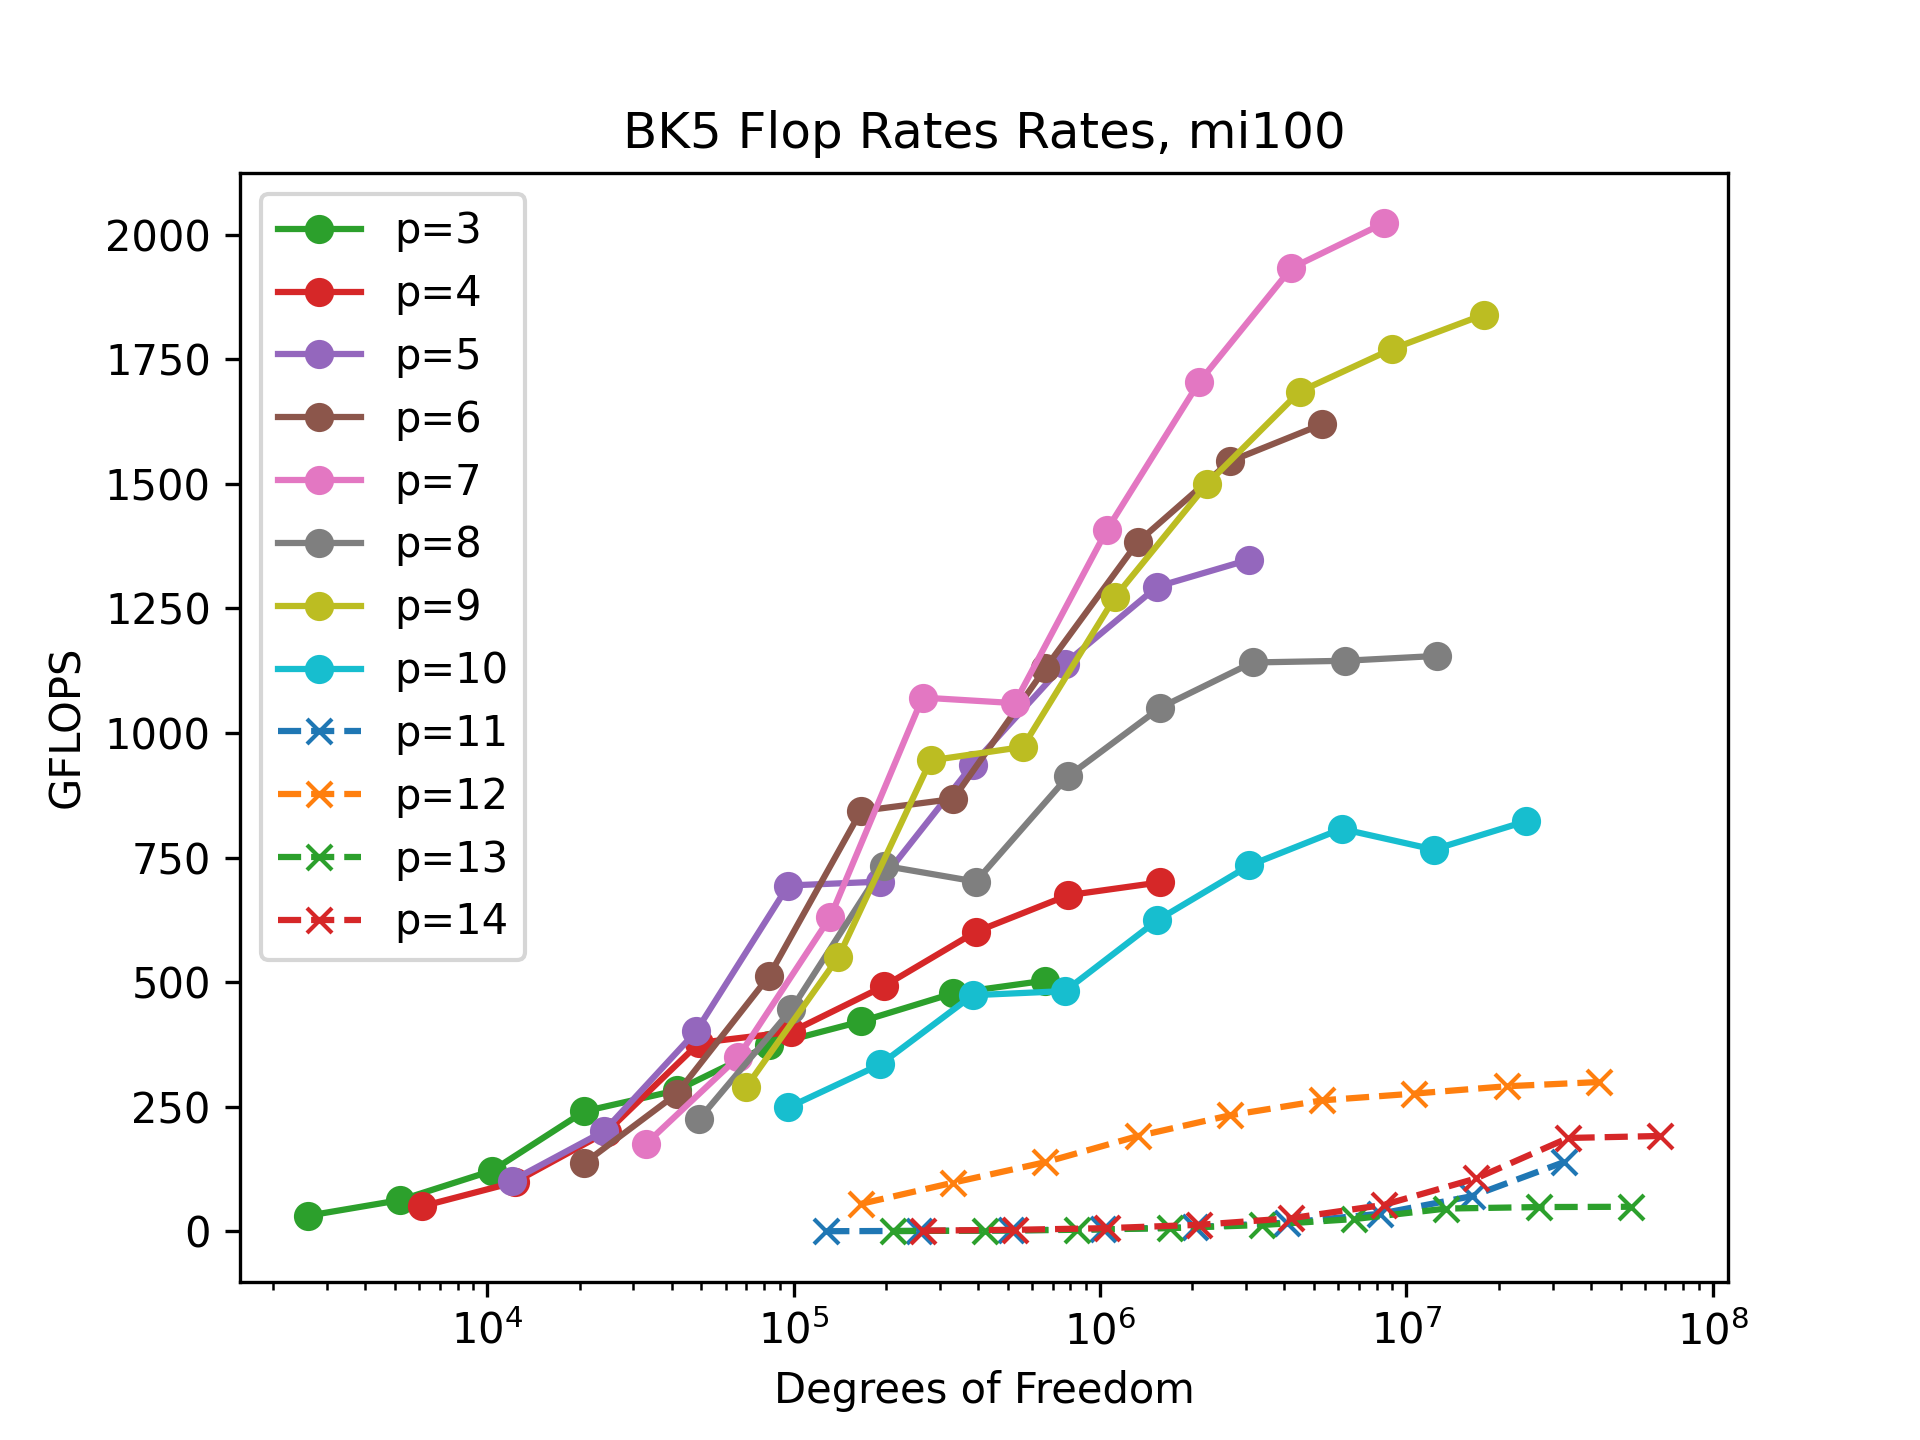 BK5 Flop Rates Rates, mi100
p=3
p=4
p=5
p=6
p=7
p=8
p=9
p=10
p=11
p=12
p=13
p=14
GFLOPS
2000
1750
1500
1250
1000
750
500
250
0
10⁴ 10⁵ 10⁶ 10⁷ 10⁸
Degrees of Freedom